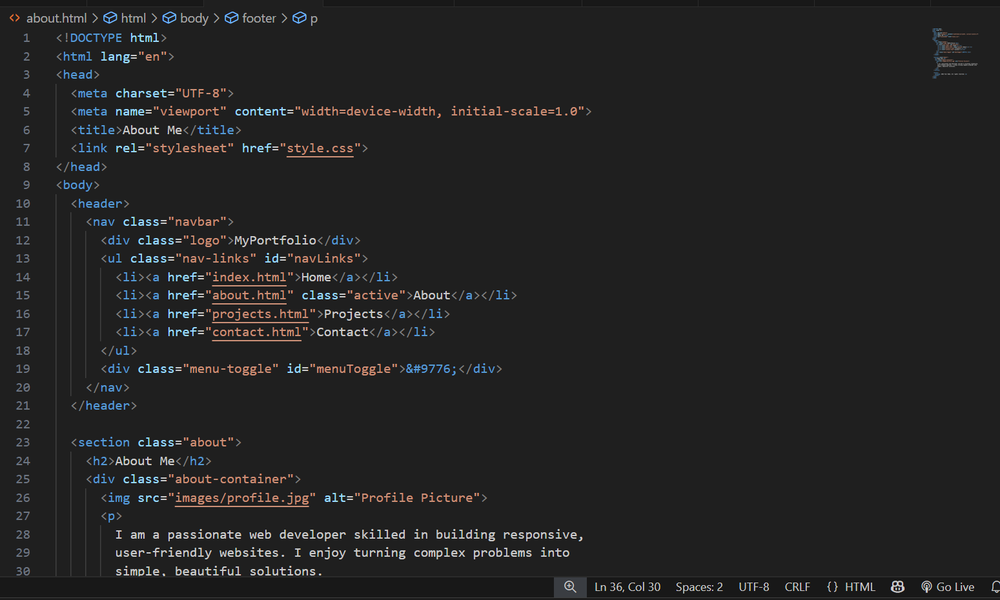 about.html > html > body > footer > p
1 <!DOCTYPE html>
2 <html lang="en">
3 <head>
4 <meta charset="UTF-8">
5 <meta name="viewport" content="width=device-width, initial-scale=1.0">
6 <title>About Me</title>
7 <link rel="stylesheet" href="style.css">
8 </head>
9 <body>
10 <header>
11 <nav class="navbar">
12 <div class="logo">MyPortfolio</div>
13 <ul class="nav-links" id="navLinks">
14 <li><a href="index.html">Home</a></li>
15 <li><a href="about.html" class="active">About</a></li>
16 <li><a href="projects.html">Projects</a></li>
17 <li><a href="contact.html">Contact</a></li>
18 </ul>
19 <div class="menu-toggle" id="menuToggle">&#9776;</div>
20 </nav>
21 </header>
22
23 <section class="about">
24 <h2>About Me</h2>
25 <div class="about-container">
26 <img src="images/profile.jpg" alt="Profile Picture">
27 <p>
28 I am a passionate web developer skilled in building responsive,
29 user-friendly websites. I enjoy turning complex problems into
30 simple, beautiful solutions.
Ln 36, Col 30 Spaces: 2 UTF-8 CRLF {} HTML Go Live